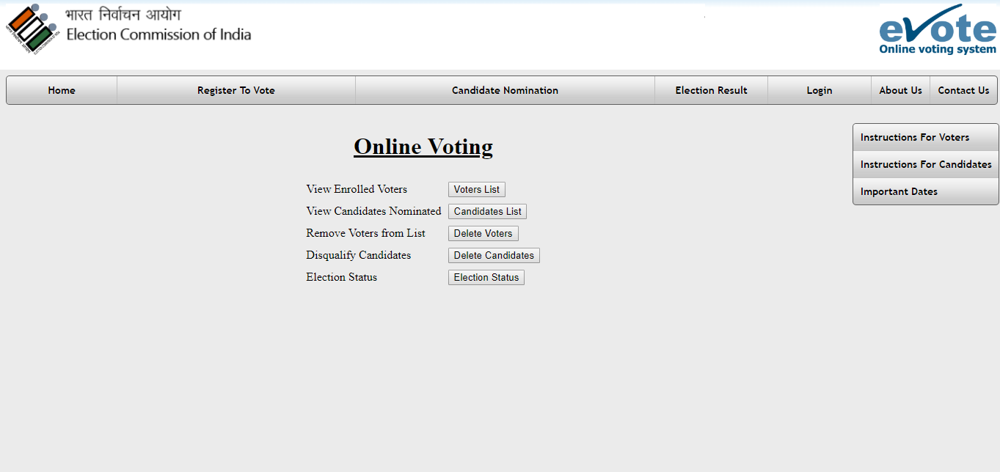 भारत निर्वाचन आयोग
Election Commission of India
evote
Online voting system
Home Register To Vote Candidate Nomination Election Result Login About Us Contact Us
Instructions For Voters
Instructions For Candidates
Important Dates
Online Voting
View Enrolled Voters Voters List
View Candidates Nominated Candidates List
Remove Voters from List Delete Voters
Disqualify Candidates Delete Candidates
Election Status Election Status